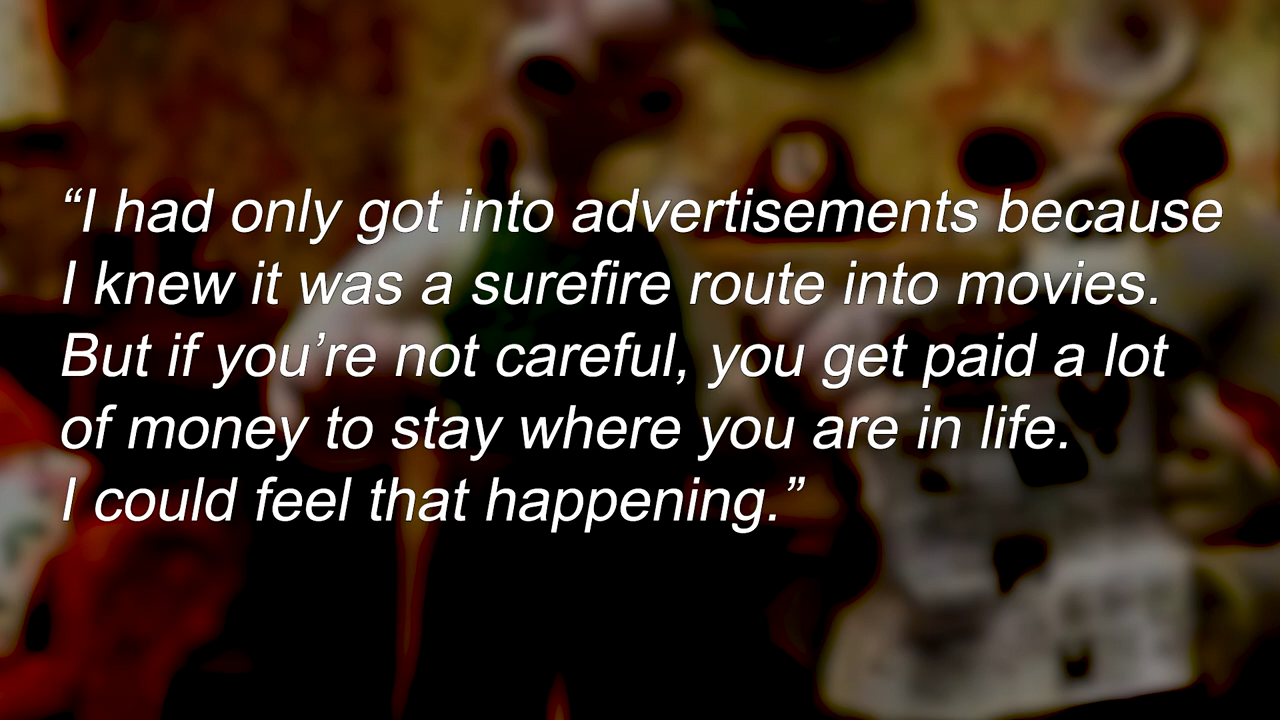 “I had only got into advertisements because
I knew it was a surefire route into movies.
But if you’re not careful, you get paid a lot
of money to stay where you are in life.
I could feel that happening.”